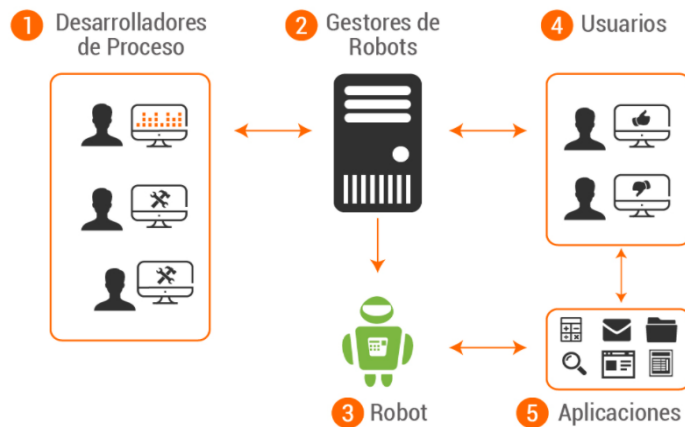 1 Desarrolladores
de Proceso
2 Gestores de
Robots
4 Usuarios
3 Robot
5 Aplicaciones